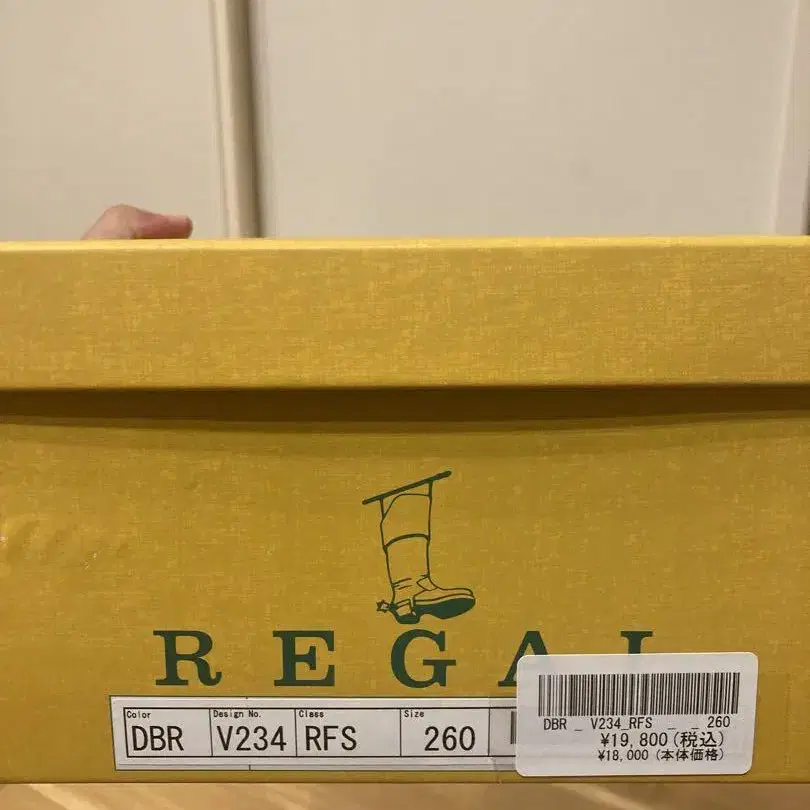 REGAL
Color Design No. Class Size
DBR V234 RFS 260
DBR _ V234_RFS _ _ 260
¥19,800(税込)
¥18,000(本体価格)